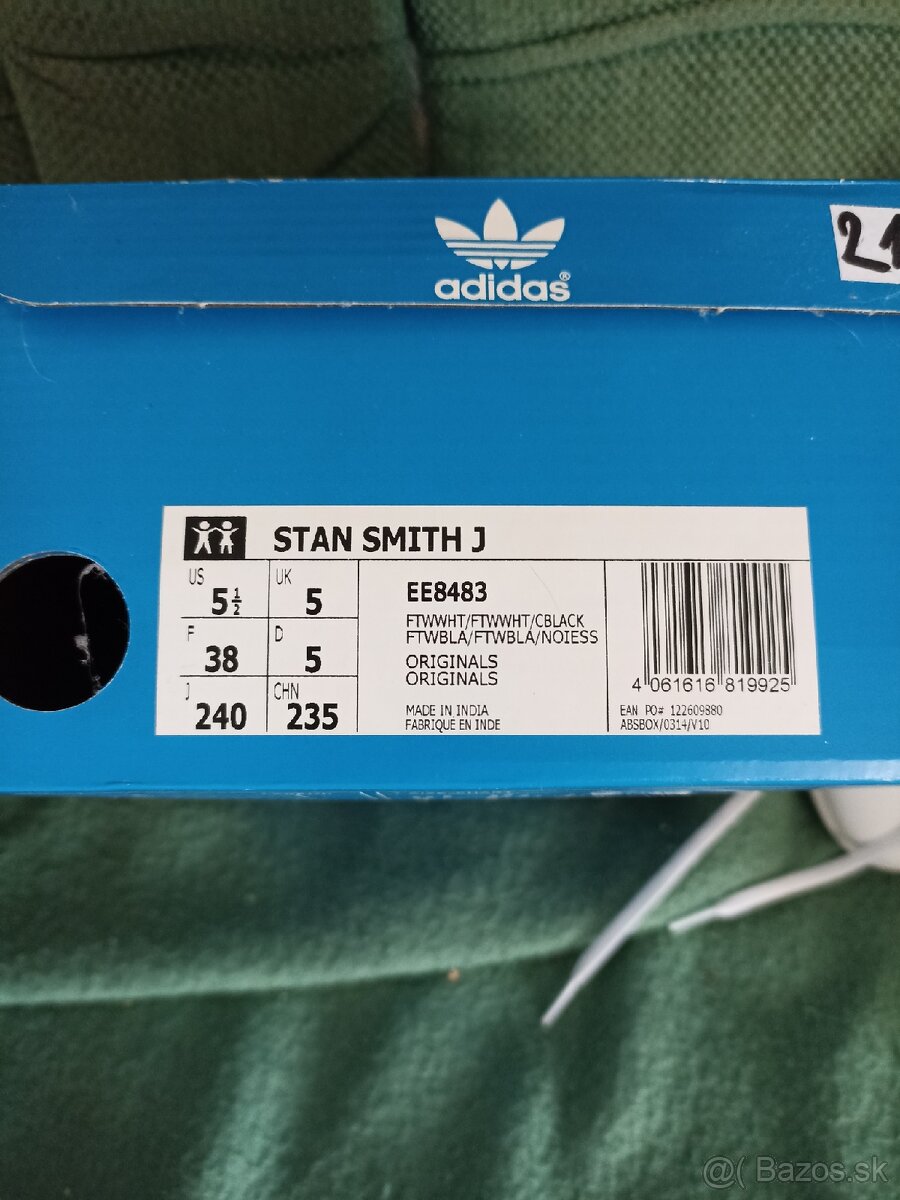 adidas®
21
STAN SMITH J
US 5½
UK 5
F 38
D 5
J 240
CHN 235
EE8483
FTWWHT/FTWWHT/CBLACK
FTWBLA/FTWBLA/NOIESS
ORIGINALS
ORIGINALS
MADE IN INDIA
FABRIQUE EN INDE
4 061616 819925
EAN PO# 122609880
ABSBOX/0314/V10
@( Bazos.sk